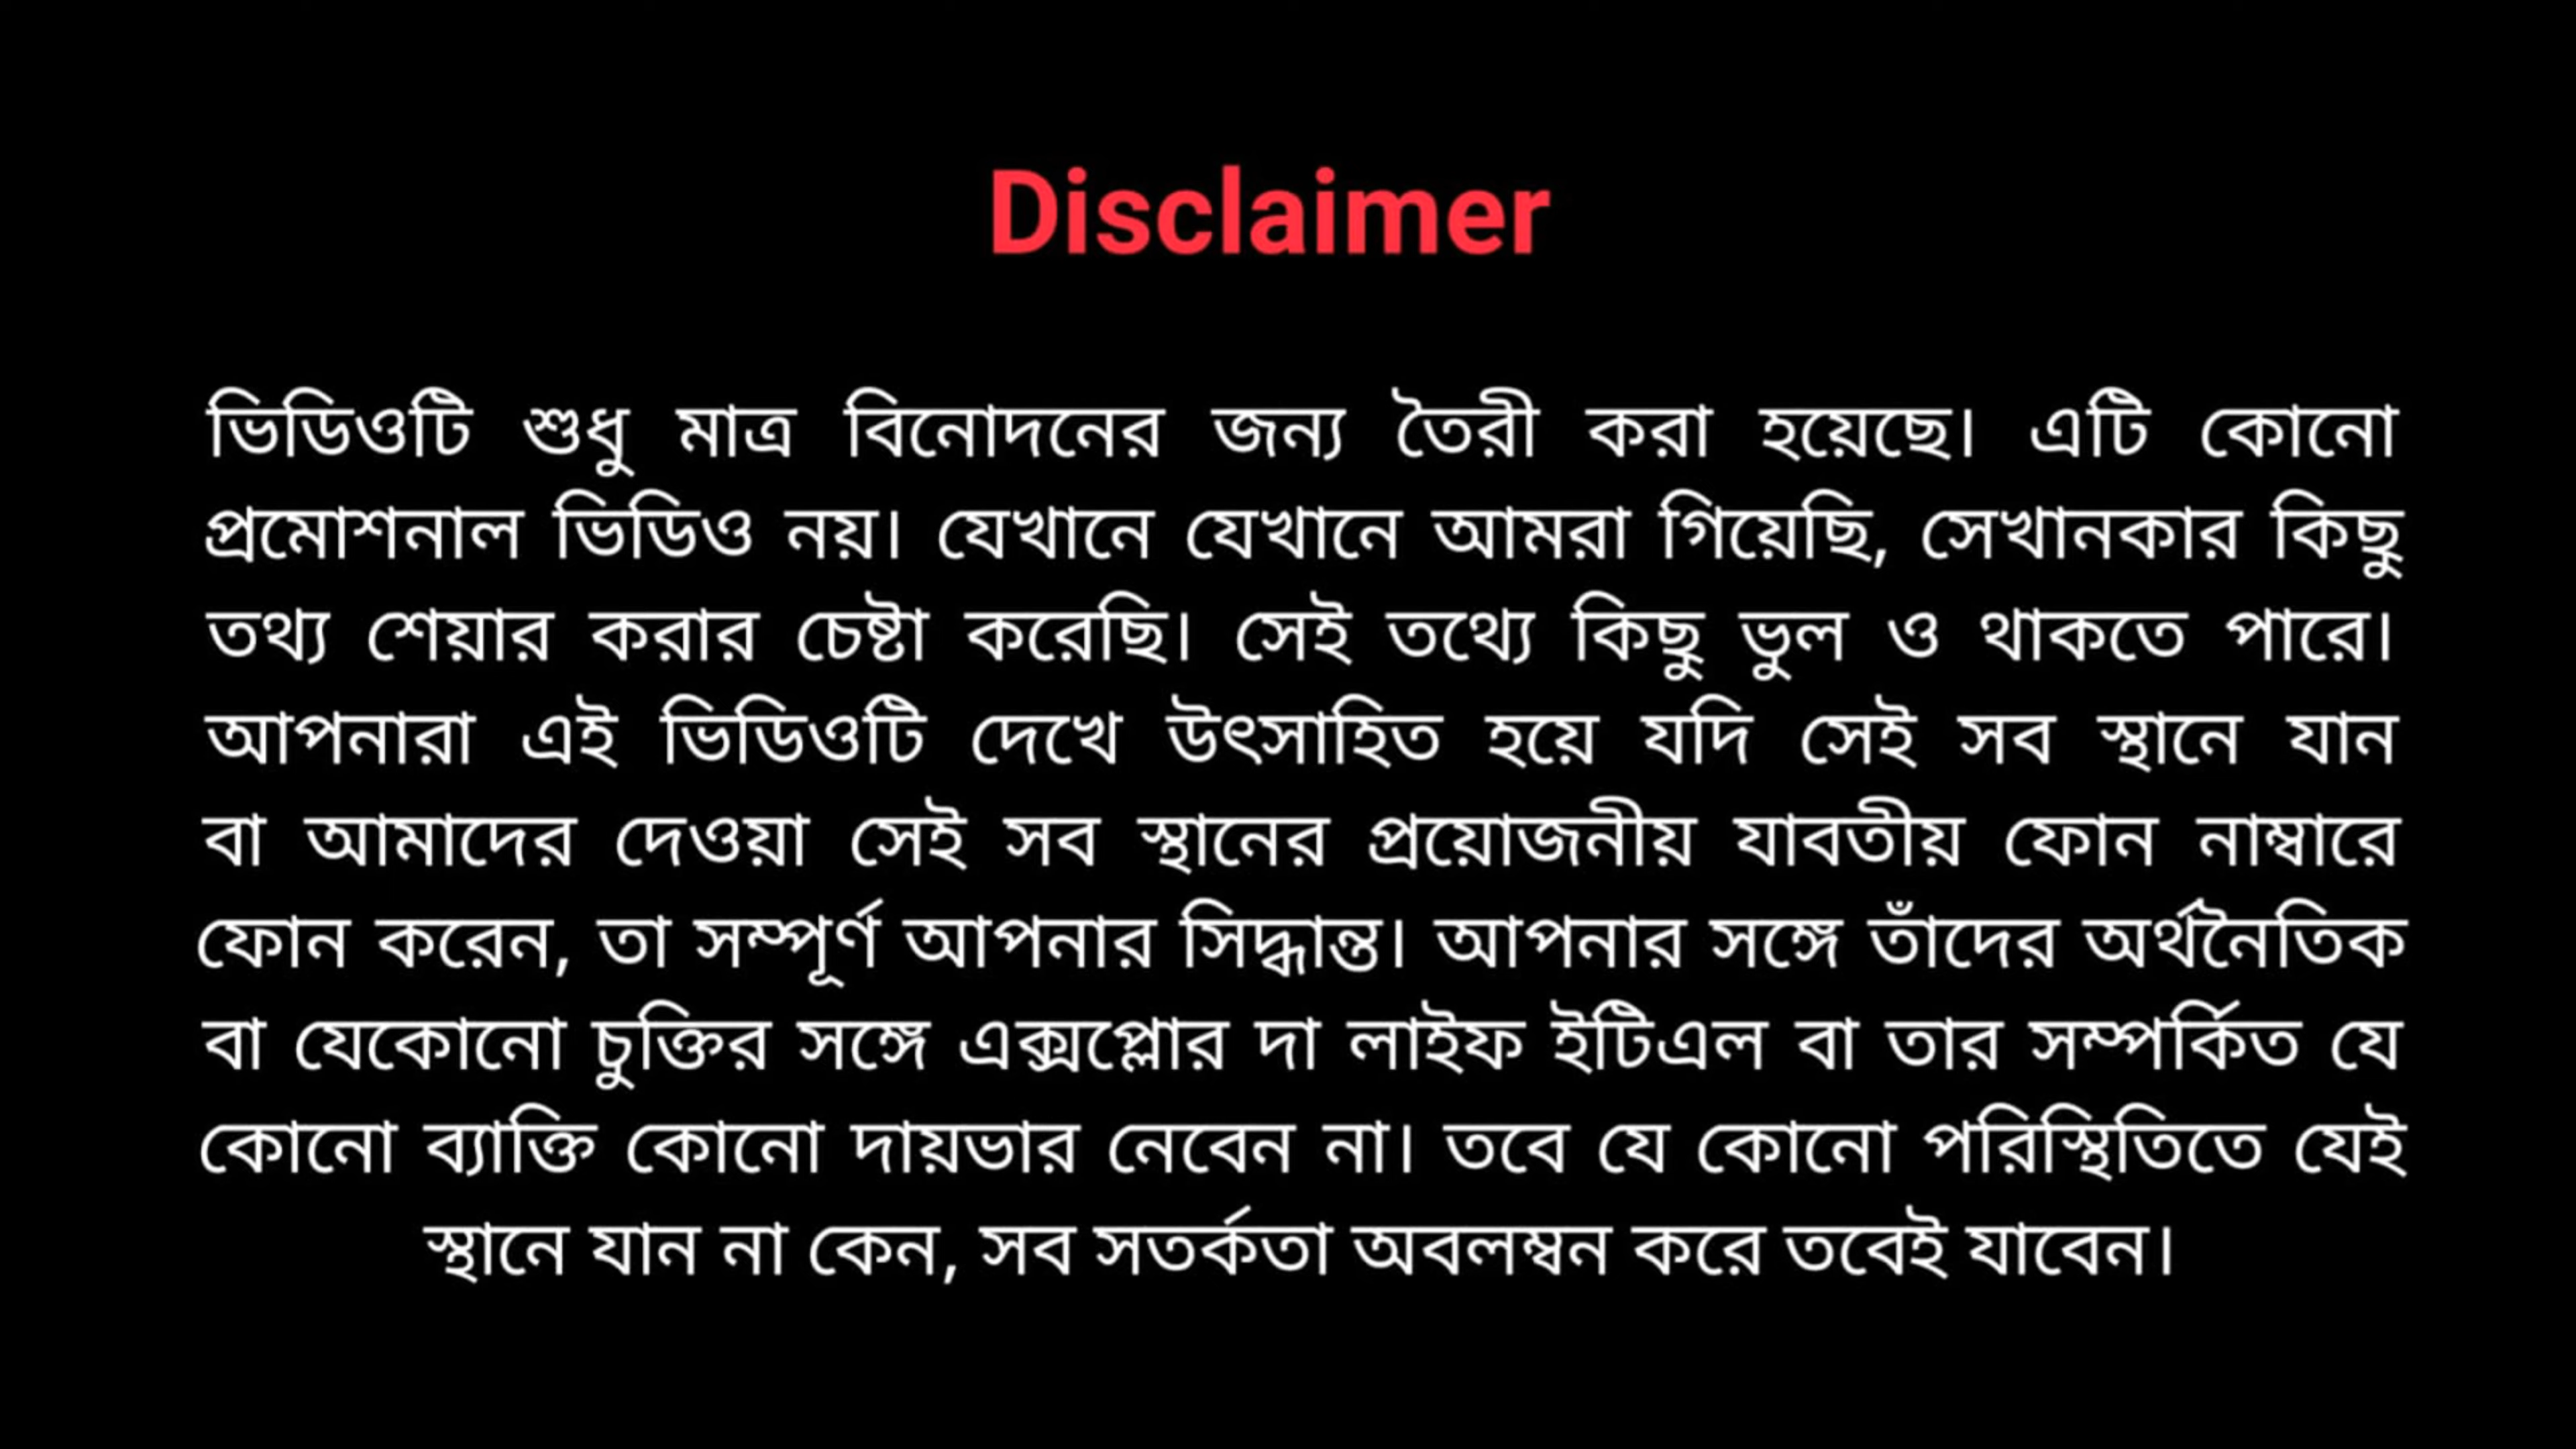 Disclaimer
ভিডিওটি শুধু মাত্র বিনোদনের জন্য তৈরী করা হয়েছে। এটি কোনো
প্রমোশনাল ভিডিও নয়। যেখানে যেখানে আমরা গিয়েছি, সেখানকার কিছু
তথ্য শেয়ার করার চেষ্টা করেছি। সেই তথ্যে কিছু ভুল ও থাকতে পারে।
আপনারা এই ভিডিওটি দেখে উৎসাহিত হয়ে যদি সেই সব স্থানে যান
বা আমাদের দেওয়া সেই সব স্থানের প্রয়োজনীয় যাবতীয় ফোন নাম্বারে
ফোন করেন, তা সম্পূর্ণ আপনার সিদ্ধান্ত। আপনার সঙ্গে তাঁদের অর্থনৈতিক
বা যেকোনো চুক্তির সঙ্গে এক্সপ্লোর দা লাইফ ইটিএল বা তার সম্পর্কিত যে
কোনো ব্যাক্তি কোনো দায়ভার নেবেন না। তবে যে কোনো পরিস্থিতিতে যেই
স্থানে যান না কেন, সব সতর্কতা অবলম্বন করে তবেই যাবেন।